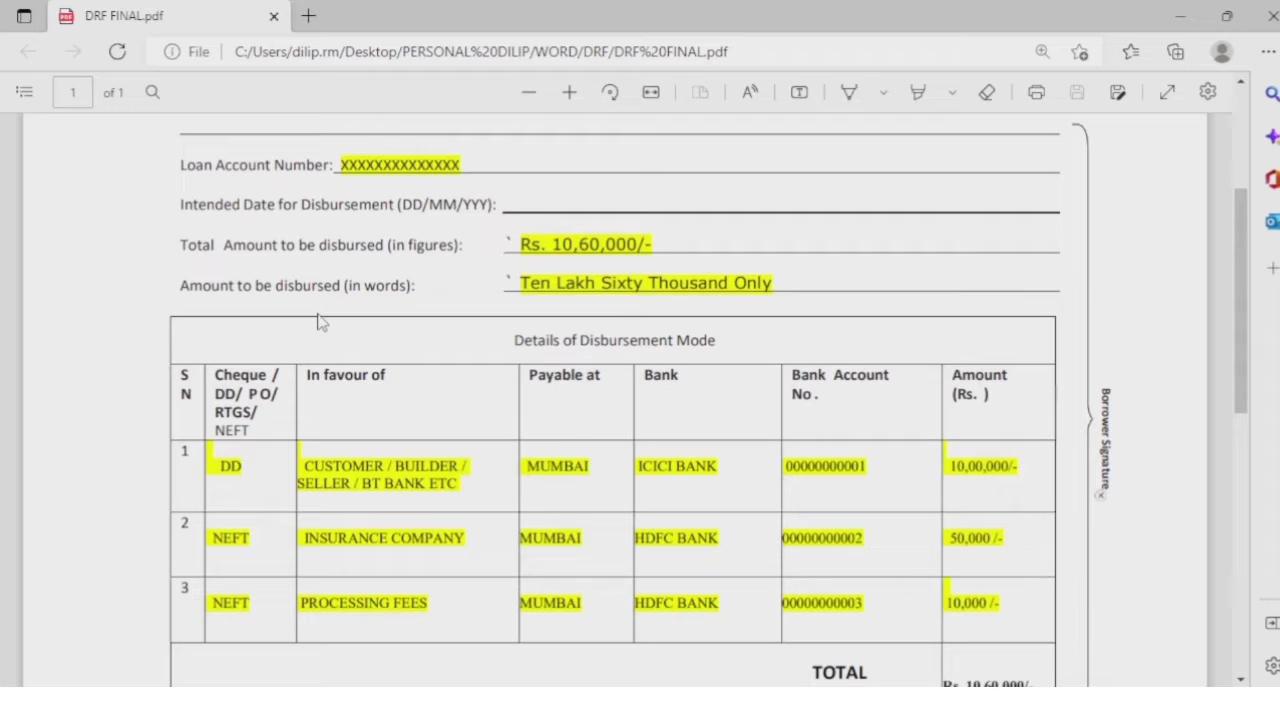 DRF FINAL.pdf
File C:/Users/dilip.rm/Desktop/PERSONAL%20DILIP/WORD/DRF/DRF%20FINAL.pdf
1 of 1
Loan Account Number: XXXXXXXXXXXXXX
Intended Date for Disbursement (DD/MM/YYY):
Total Amount to be disbursed (in figures): ` Rs. 10,60,000/-
Amount to be disbursed (in words): ` Ten Lakh Sixty Thousand Only
Details of Disbursement Mode
S N Cheque / DD/ PO/ RTGS/ NEFT In favour of Payable at Bank Bank Account No. Amount (Rs. )
1 DD CUSTOMER / BUILDER / SELLER / BT BANK ETC MUMBAI ICICI BANK 00000000001 10,00,000/-
2 NEFT INSURANCE COMPANY MUMBAI HDFC BANK 00000000002 50,000 /-
3 NEFT PROCESSING FEES MUMBAI HDFC BANK 00000000003 10,000 /-
TOTAL Rs. 10,60,000/-
Borrower Signature